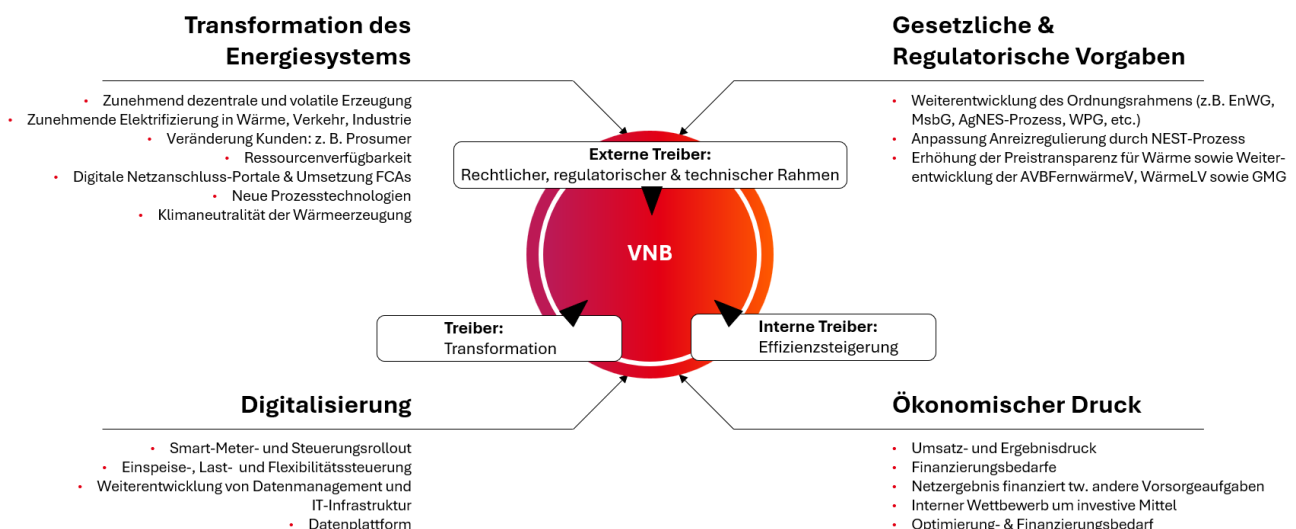 Transformation des
Energiesystems
• Zunehmend dezentrale und volatile Erzeugung
• Zunehmende Elektrifizierung in Wärme, Verkehr, Industrie
• Veränderung Kunden: z. B. Prosumer
• Ressourcenverfügbarkeit
• Digitale Netzanschluss-Portale & Umsetzung FCAs
• Neue Prozesstechnologien
• Klimaneutralität der Wärmeerzeugung
Gesetzliche &
Regulatorische Vorgaben
• Weiterentwicklung des Ordnungsrahmens (z.B. EnWG,
MsbG, AgNES-Prozess, WPG, etc.)
• Anpassung Anreizregulierung durch NEST-Prozess
• Erhöhung der Preistransparenz für Wärme sowie Weiter-
entwicklung der AVBFernwärmeV, WärmeLV sowie GMG
Externe Treiber:
Rechtlicher, regulatorischer & technischer Rahmen
VNB
Treiber:
Transformation
Interne Treiber:
Effizienzsteigerung
Digitalisierung
• Smart-Meter- und Steuerungsrollout
• Einspeise-, Last- und Flexibilitätssteuerung
• Weiterentwicklung von Datenmanagement und
IT-Infrastruktur
• Datenplattform
Ökonomischer Druck
• Umsatz- und Ergebnisdruck
• Finanzierungsbedarfe
• Netzergebnis finanziert tw. andere Vorsorgeaufgaben
• Interner Wettbewerb um investive Mittel
• Optimierung- & Finanzierungsbedarf